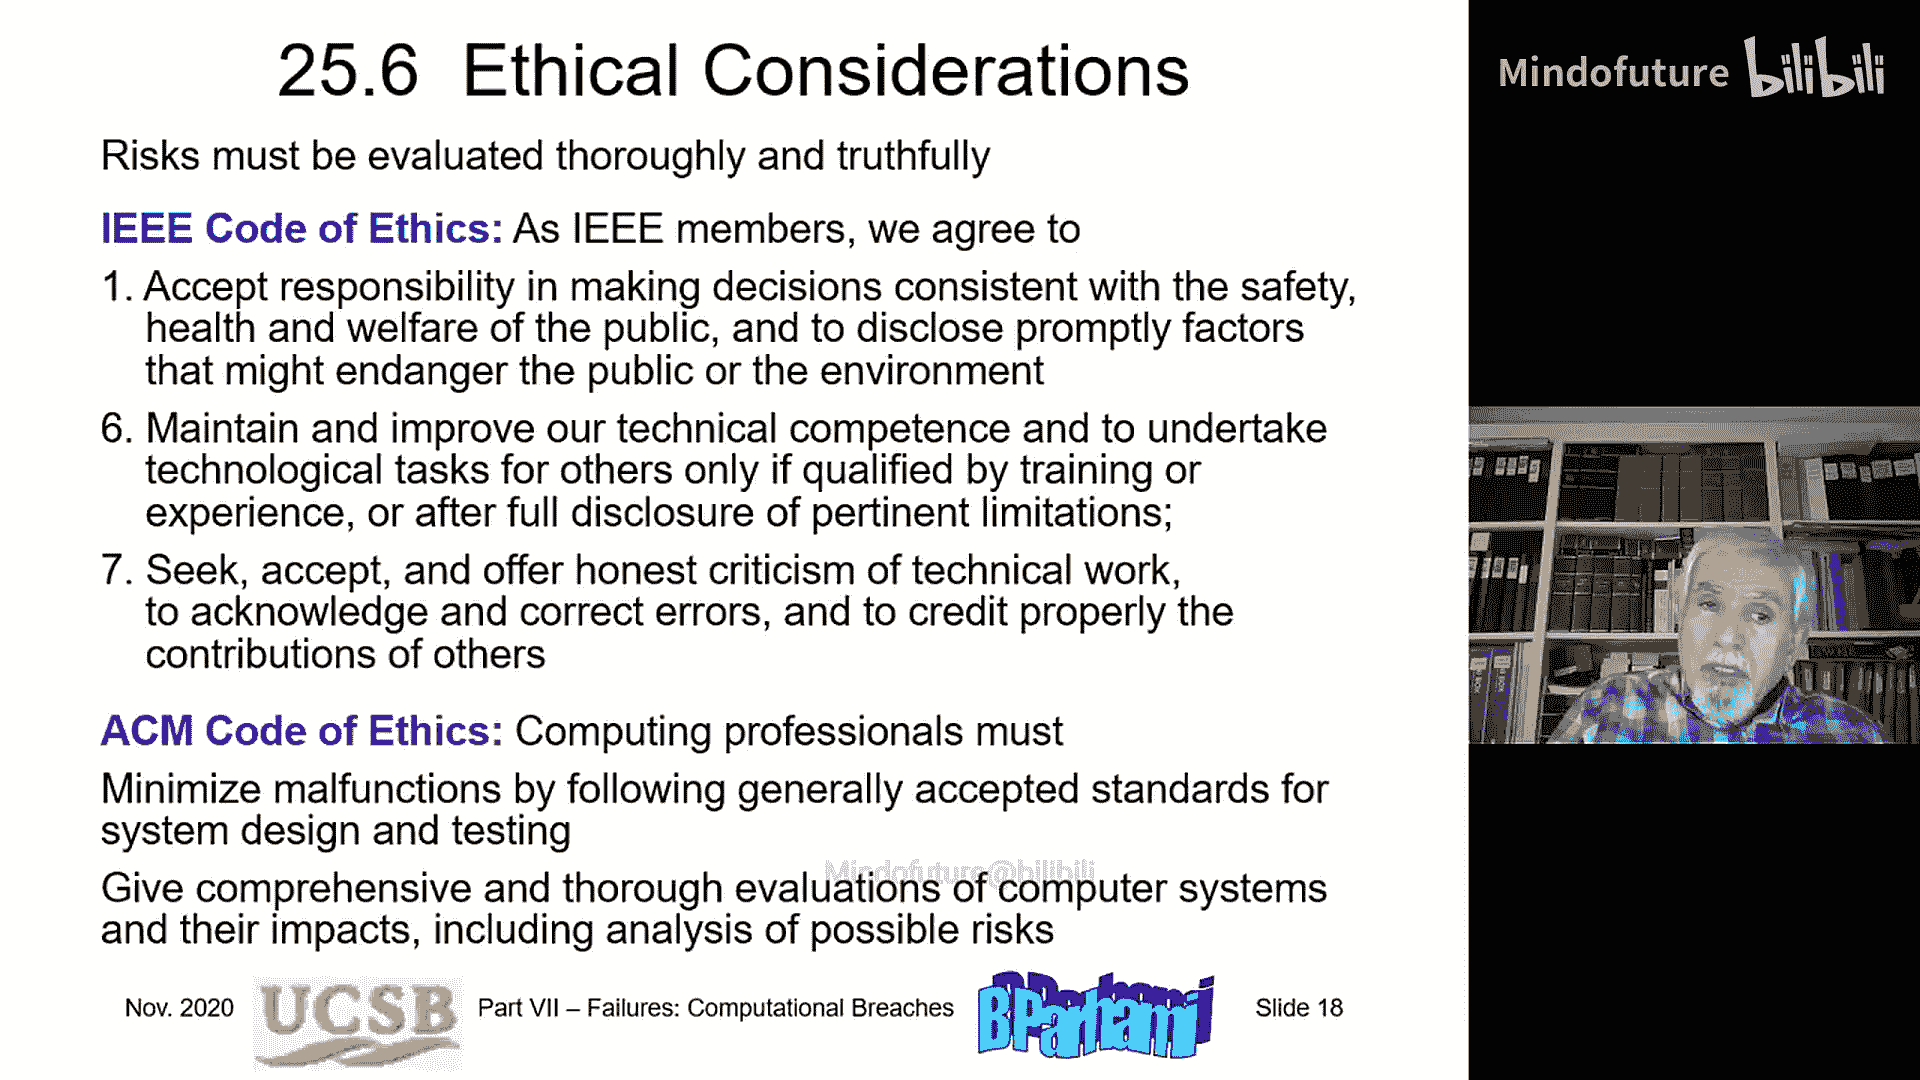 25.6 Ethical Considerations
Risks must be evaluated thoroughly and truthfully
IEEE Code of Ethics: As IEEE members, we agree to
1. Accept responsibility in making decisions consistent with the safety,
health and welfare of the public, and to disclose promptly factors
that might endanger the public or the environment
6. Maintain and improve our technical competence and to undertake
technological tasks for others only if qualified by training or
experience, or after full disclosure of pertinent limitations;
7. Seek, accept, and offer honest criticism of technical work,
to acknowledge and correct errors, and to credit properly the
contributions of others
ACM Code of Ethics: Computing professionals must
Minimize malfunctions by following generally accepted standards for
system design and testing
Mindofuture@bilibili
Give comprehensive and thorough evaluations of computer systems
and their impacts, including analysis of possible risks
Nov. 2020
UCSB
Part VII – Failures: Computational Breaches
B Parhami
Slide 18
Mindofuture bilibili